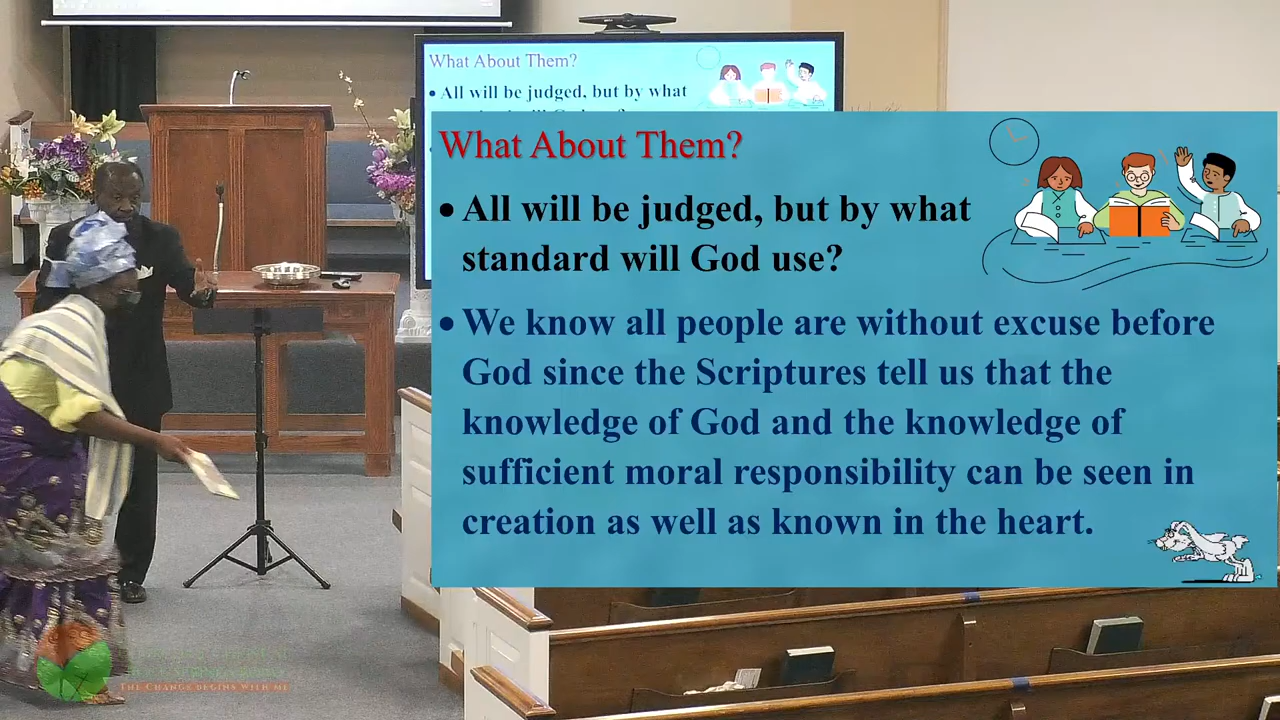 What About Them?
• All will be judged, but by what
What About Them?
• All will be judged, but by what
standard will God use?
• We know all people are without excuse before
God since the Scriptures tell us that the
knowledge of God and the knowledge of
sufficient moral responsibility can be seen in
creation as well as known in the heart.
The Change begins with me